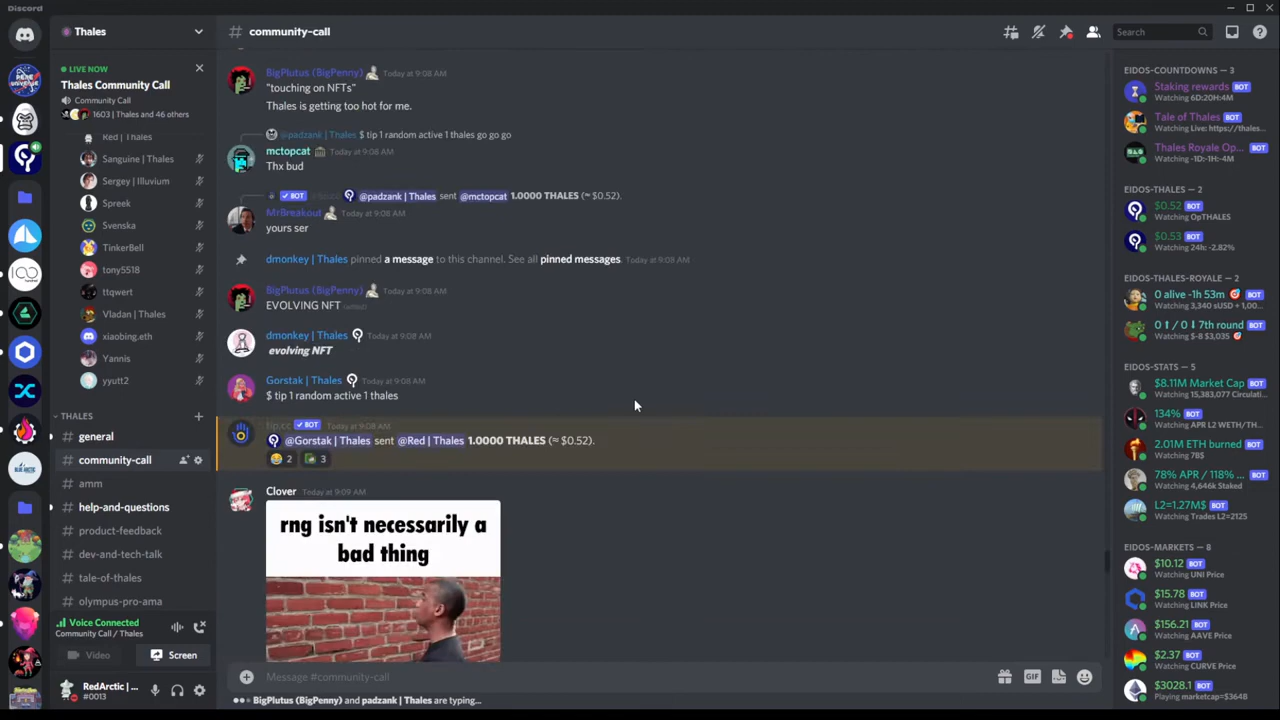 Discord
Thales
LIVE NOW
Thales Community Call
Community Call
1603 | Thales and 46 others
Red | Thales
Sanguine | Thales
Sergey | Illuvium
Spreek
Svenska
TinkerBell
tony5518
ttqwert
Vladan | Thales
xiaobing.eth
Yannis
yyutt2
THALES
general
community-call
amm
help-and-questions
product-feedback
dev-and-tech-talk
tale-of-thales
olympus-pro-ama
Voice Connected
Community Call / Thales
Video
Screen
RedArctic | ...
#0013
community-call
Search
BigPlutus (BigPenny) Today at 9:08 AM
"touching on NFTs"
Thales is getting too hot for me.
@padzank | Thales $ tip 1 random active 1 thales go go go
mctopcat Today at 9:08 AM
Thx bud
BOT @padzank | Thales sent @mctopcat 1.0000 THALES (≈ $0.52).
MrBreakout Today at 9:08 AM
yours ser
dmonkey | Thales pinned a message to this channel. See all pinned messages. Today at 9:08 AM
BigPlutus (BigPenny) Today at 9:08 AM
EVOLVING NFT (edited)
dmonkey | Thales Today at 9:08 AM
evolving NFT
Gorstak | Thales Today at 9:08 AM
$ tip 1 random active 1 thales
tip.cc BOT Today at 9:08 AM
@Gorstak | Thales sent @Red | Thales 1.0000 THALES (≈ $0.52).
2 3
Clover Today at 9:09 AM
rng isn't necessarily a
bad thing
Message #community-call
GIF
BigPlutus (BigPenny) and padzank | Thales are typing...
EIDOS-COUNTDOWNS — 3
Staking rewards BOT
Watching 6D:20H:4M
Tale of Thales BOT
Watching Live: https://thales...
Thales Royale Op... BOT
Watching -1D:-1H:-4M
EIDOS-THALES — 2
$0.52 BOT
Watching OpTHALES
$0.53 BOT
Watching 24h: -2.82%
EIDOS-THALES-ROYALE — 2
0 alive -1h 53m BOT
Watching 3,340 sUSD + 1,00...
0 / 0 7th round BOT
Watching $-8 $3,035
EIDOS-STATS — 5
$8.11M Market Cap BOT
Watching 15,383,077 Circulati...
134% BOT
Watching APR L2 WETH/TH...
2.01M ETH burned BOT
Watching 7B$
78% APR / 118% ... BOT
Watching 4,646k Staked
L2=1.27M$ BOT
Watching Trades L2=2125
EIDOS-MARKETS — 8
$10.12 BOT
Watching UNI Price
$15.78 BOT
Watching LINK Price
$156.21 BOT
Watching AAVE Price
$2.37 BOT
Watching CURVE Price
$3028.1 BOT
Playing marketcap=$364B